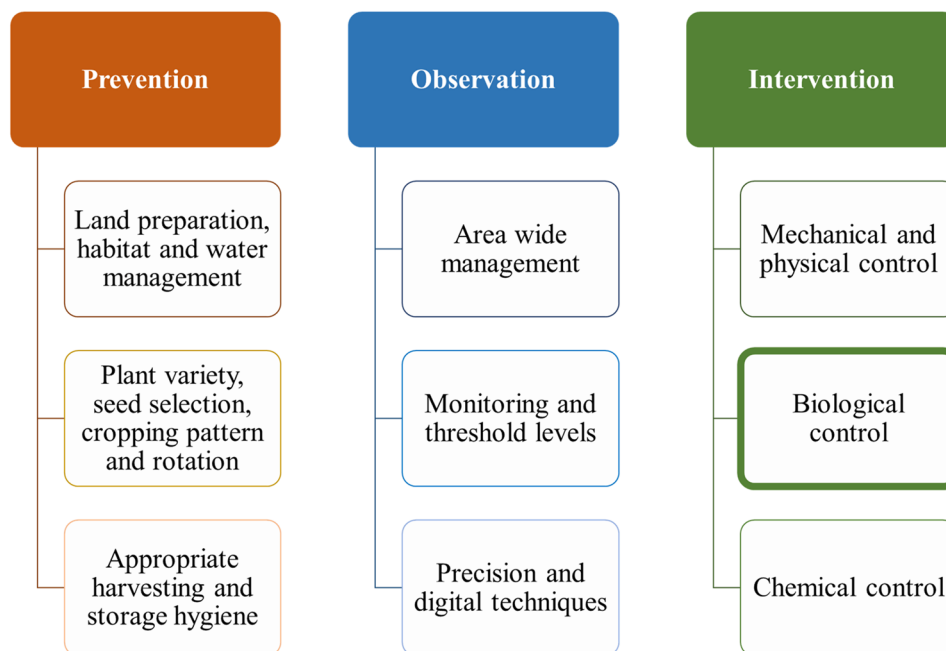 Prevention
Land preparation,
habitat and water
management
Plant variety,
seed selection,
cropping pattern
and rotation
Appropriate
harvesting and
storage hygiene
Observation
Area wide
management
Monitoring and
threshold levels
Precision and
digital techniques
Intervention
Mechanical and
physical control
Biological
control
Chemical control